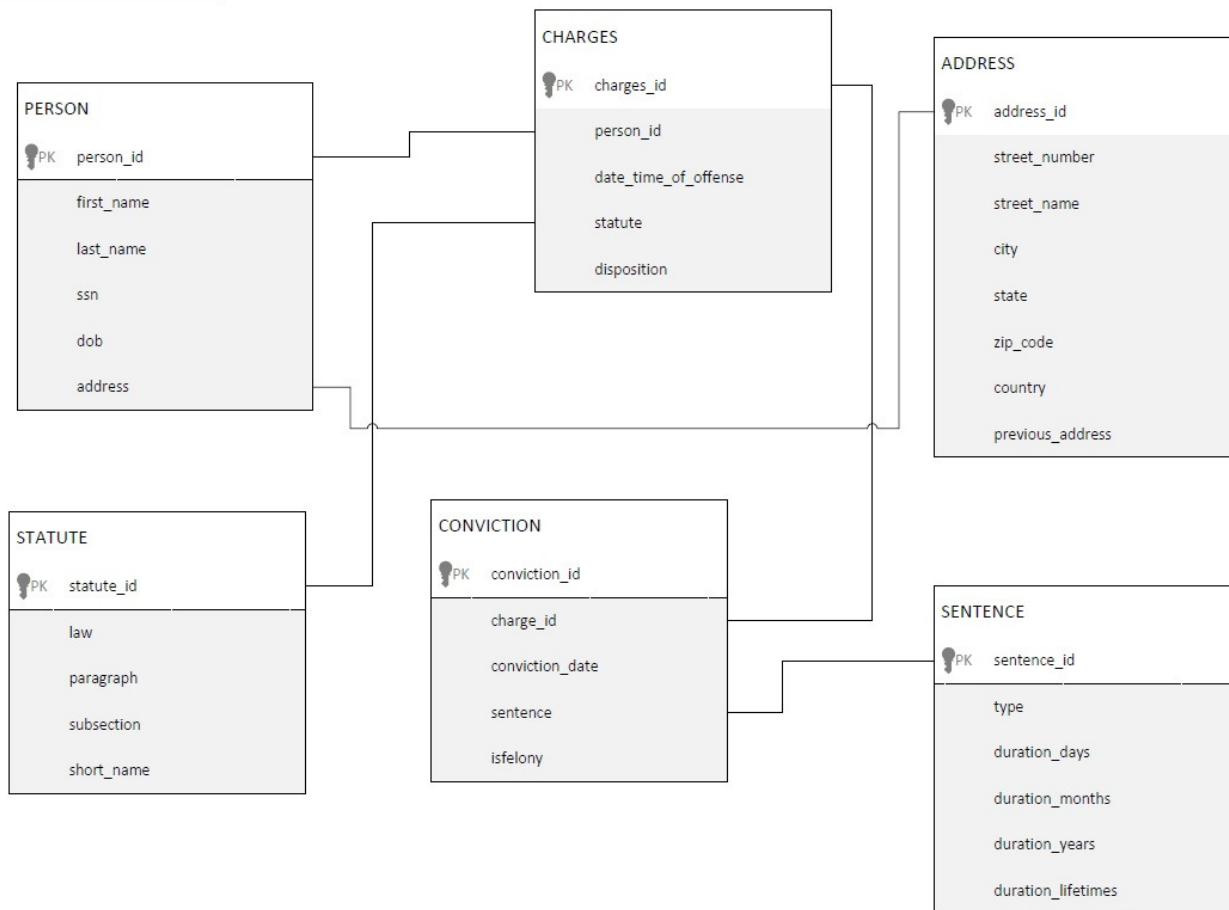 PERSON
PK person_id
first_name
last_name
ssn
dob
address
CHARGES
PK charges_id
person_id
date_time_of_offense
statute
disposition
ADDRESS
PK address_id
street_number
street_name
city
state
zip_code
country
previous_address
STATUTE
PK statute_id
law
paragraph
subsection
short_name
CONVICTION
PK conviction_id
charge_id
conviction_date
sentence
isfelony
SENTENCE
PK sentence_id
type
duration_days
duration_months
duration_years
duration_lifetimes